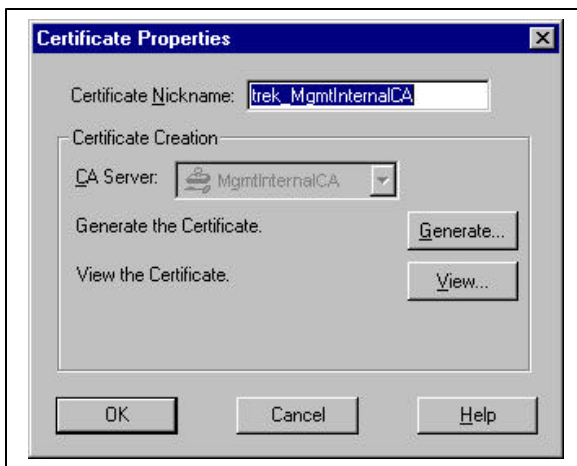 Certificate Properties
Certificate Nickname: trek_MgmtInternalCA
Certificate Creation
CA Server: MgmtInternalCA
Generate the Certificate. Generate...
View the Certificate. View...
OK Cancel Help